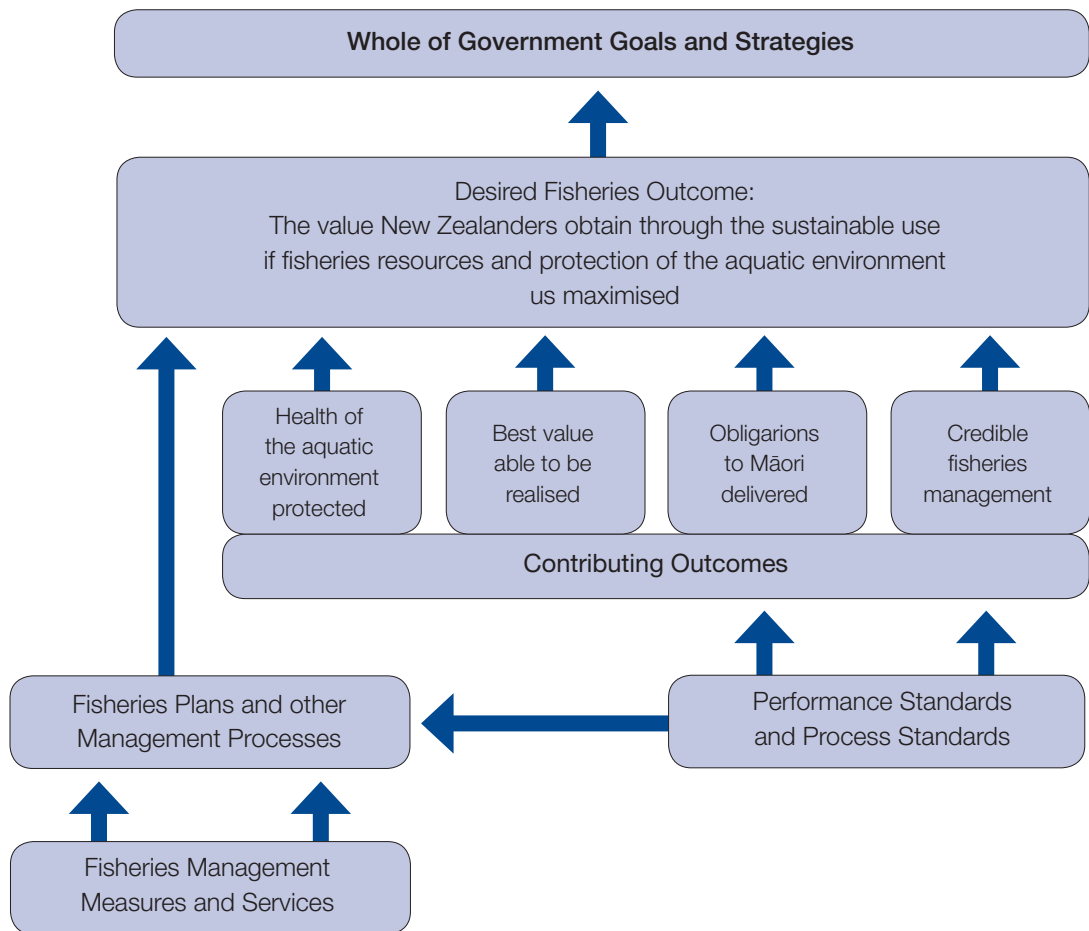 Whole of Government Goals and Strategies
Desired Fisheries Outcome:
The value New Zealanders obtain through the sustainable use
if fisheries resources and protection of the aquatic environment
us maximised
Health of
the aquatic
environment
protected
Best value
able to be
realised
Obligarions
to Māori
delivered
Credible
fisheries
management
Contributing Outcomes
Fisheries Plans and other
Management Processes
Performance Standards
and Process Standards
Fisheries Management
Measures and Services